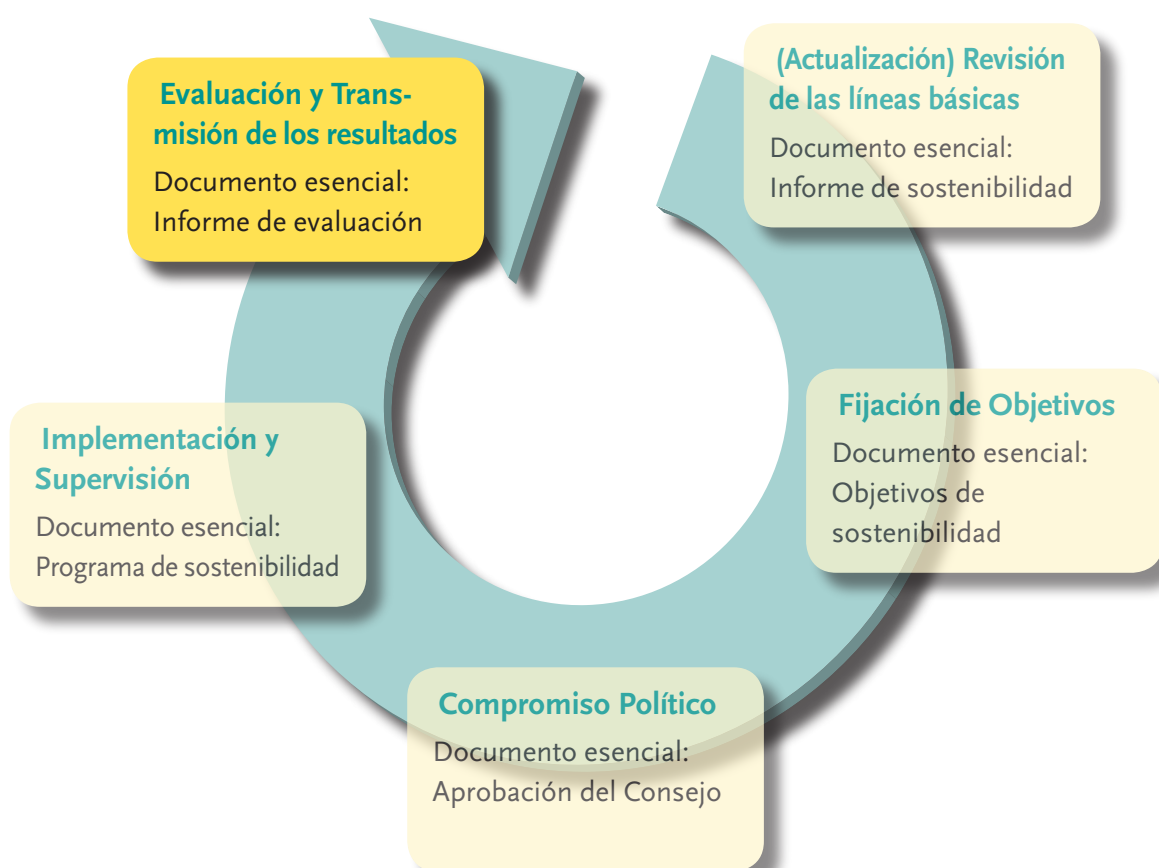 Evaluación y Trans-
misión de los resultados
Documento esencial:
Informe de evaluación
(Actualización) Revisión
de las líneas básicas
Documento esencial:
Informe de sostenibilidad
Fijación de Objetivos
Documento esencial:
Objetivos de
sostenibilidad
Compromiso Político
Documento esencial:
Aprobación del Consejo
Implementación y
Supervisión
Documento esencial:
Programa de sostenibilidad